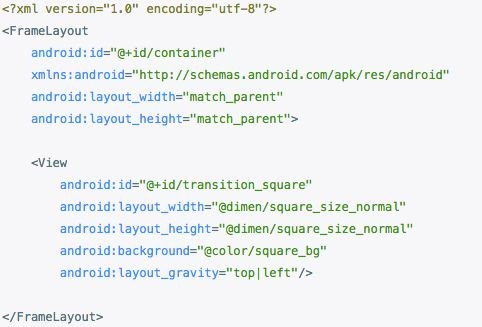 <?xml version="1.0" encoding="utf-8"?>
<FrameLayout
    android:id="@+id/container"
    xmlns:android="http://schemas.android.com/apk/res/android"
    android:layout_width="match_parent"
    android:layout_height="match_parent">

    <View
        android:id="@+id/transition_square"
        android:layout_width="@dimen/square_size_normal"
        android:layout_height="@dimen/square_size_normal"
        android:background="@color/square_bg"
        android:layout_gravity="top|left"/>

</FrameLayout>